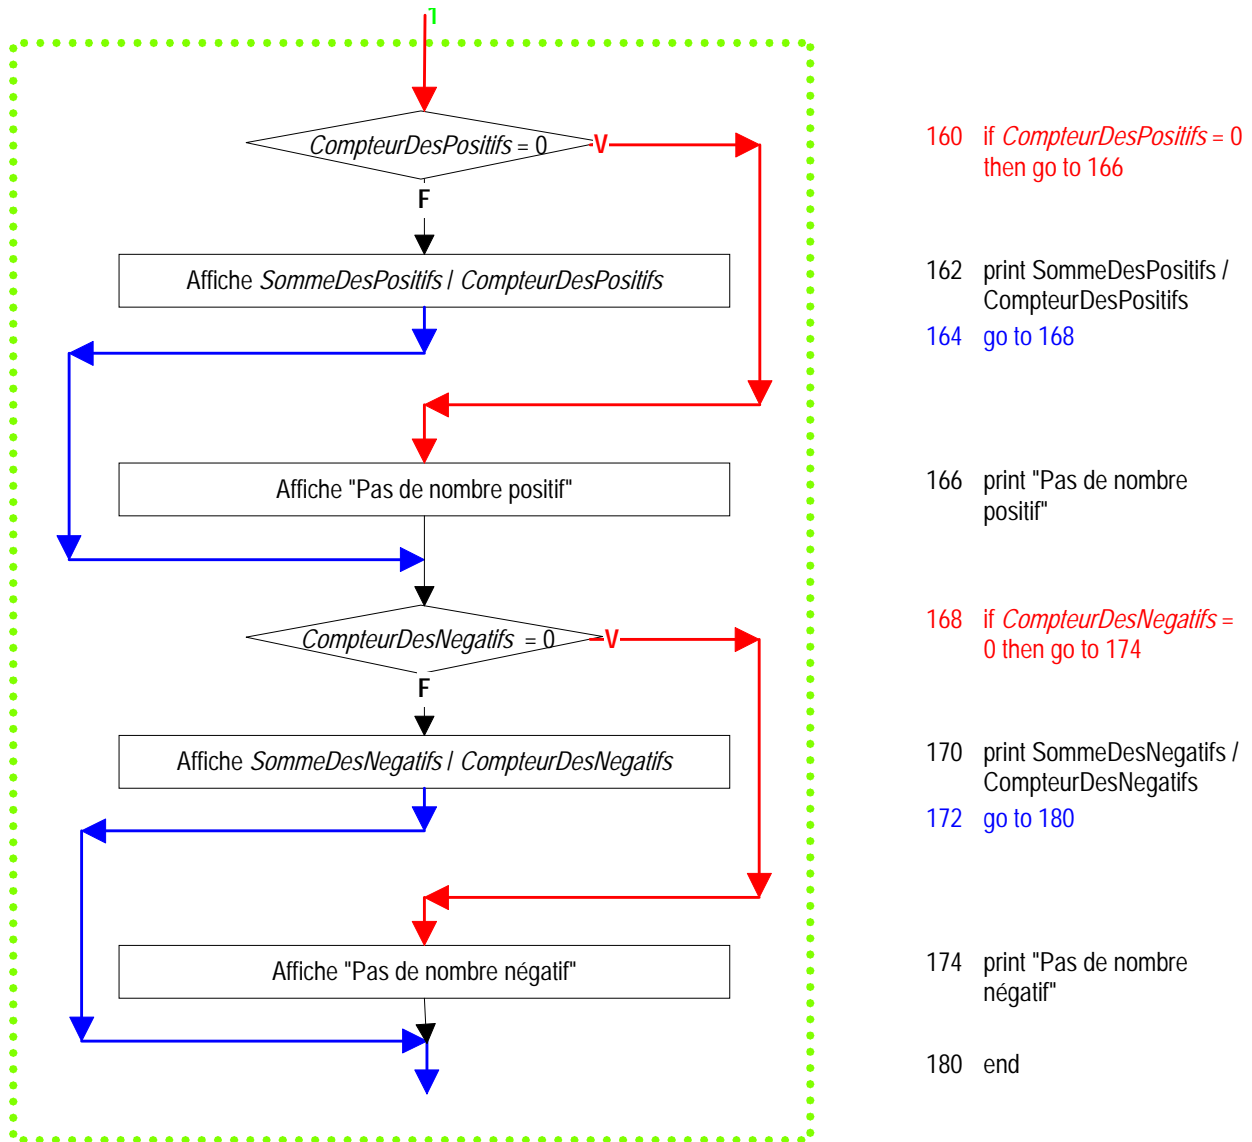 CompteurDesPositifs = 0
V
F
Affiche SommeDesPositifs / CompteurDesPositifs
Affiche "Pas de nombre positif"
CompteurDesNegatifs = 0
V
F
Affiche SommeDesNegatifs / CompteurDesNegatifs
Affiche "Pas de nombre négatif"
160 if CompteurDesPositifs = 0
then go to 166
162 print SommeDesPositifs /
CompteurDesPositifs
164 go to 168
166 print "Pas de nombre
positif"
168 if CompteurDesNegatifs =
0 then go to 174
170 print SommeDesNegatifs /
CompteurDesNegatifs
172 go to 180
174 print "Pas de nombre
négatif"
180 end